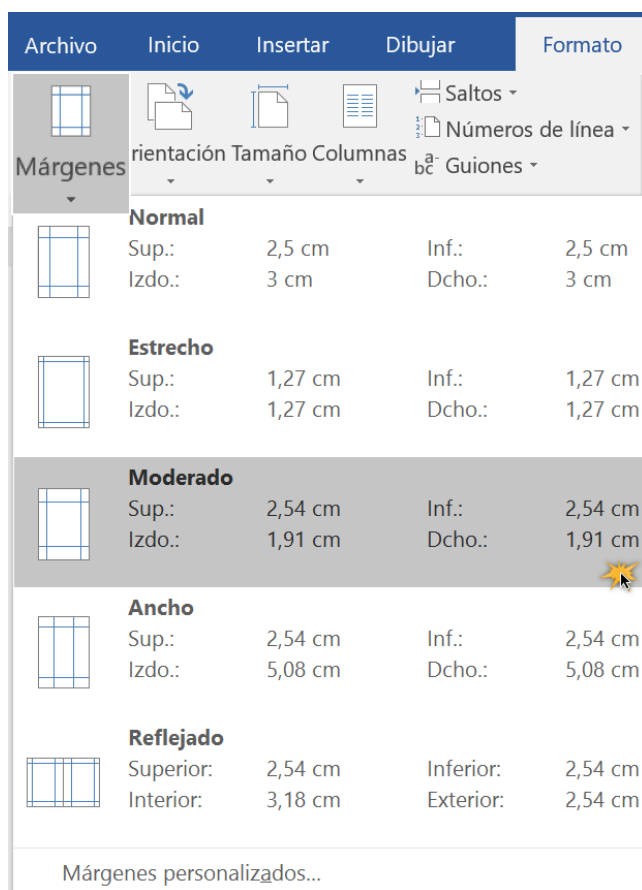 Archivo Inicio Insertar Dibujar Formato
Saltos
Números de línea
Márgenes rientación Tamaño Columnas
bc a- Guiones
Normal
Sup.: 2,5 cm Inf.: 2,5 cm
Izdo.: 3 cm Dcho.: 3 cm
Estrecho
Sup.: 1,27 cm Inf.: 1,27 cm
Izdo.: 1,27 cm Dcho.: 1,27 cm
Moderado
Sup.: 2,54 cm Inf.: 2,54 cm
Izdo.: 1,91 cm Dcho.: 1,91 cm
Ancho
Sup.: 2,54 cm Inf.: 2,54 cm
Izdo.: 5,08 cm Dcho.: 5,08 cm
Reflejado
Superior: 2,54 cm Inferior: 2,54 cm
Interior: 3,18 cm Exterior: 2,54 cm
Márgenes personalizados...